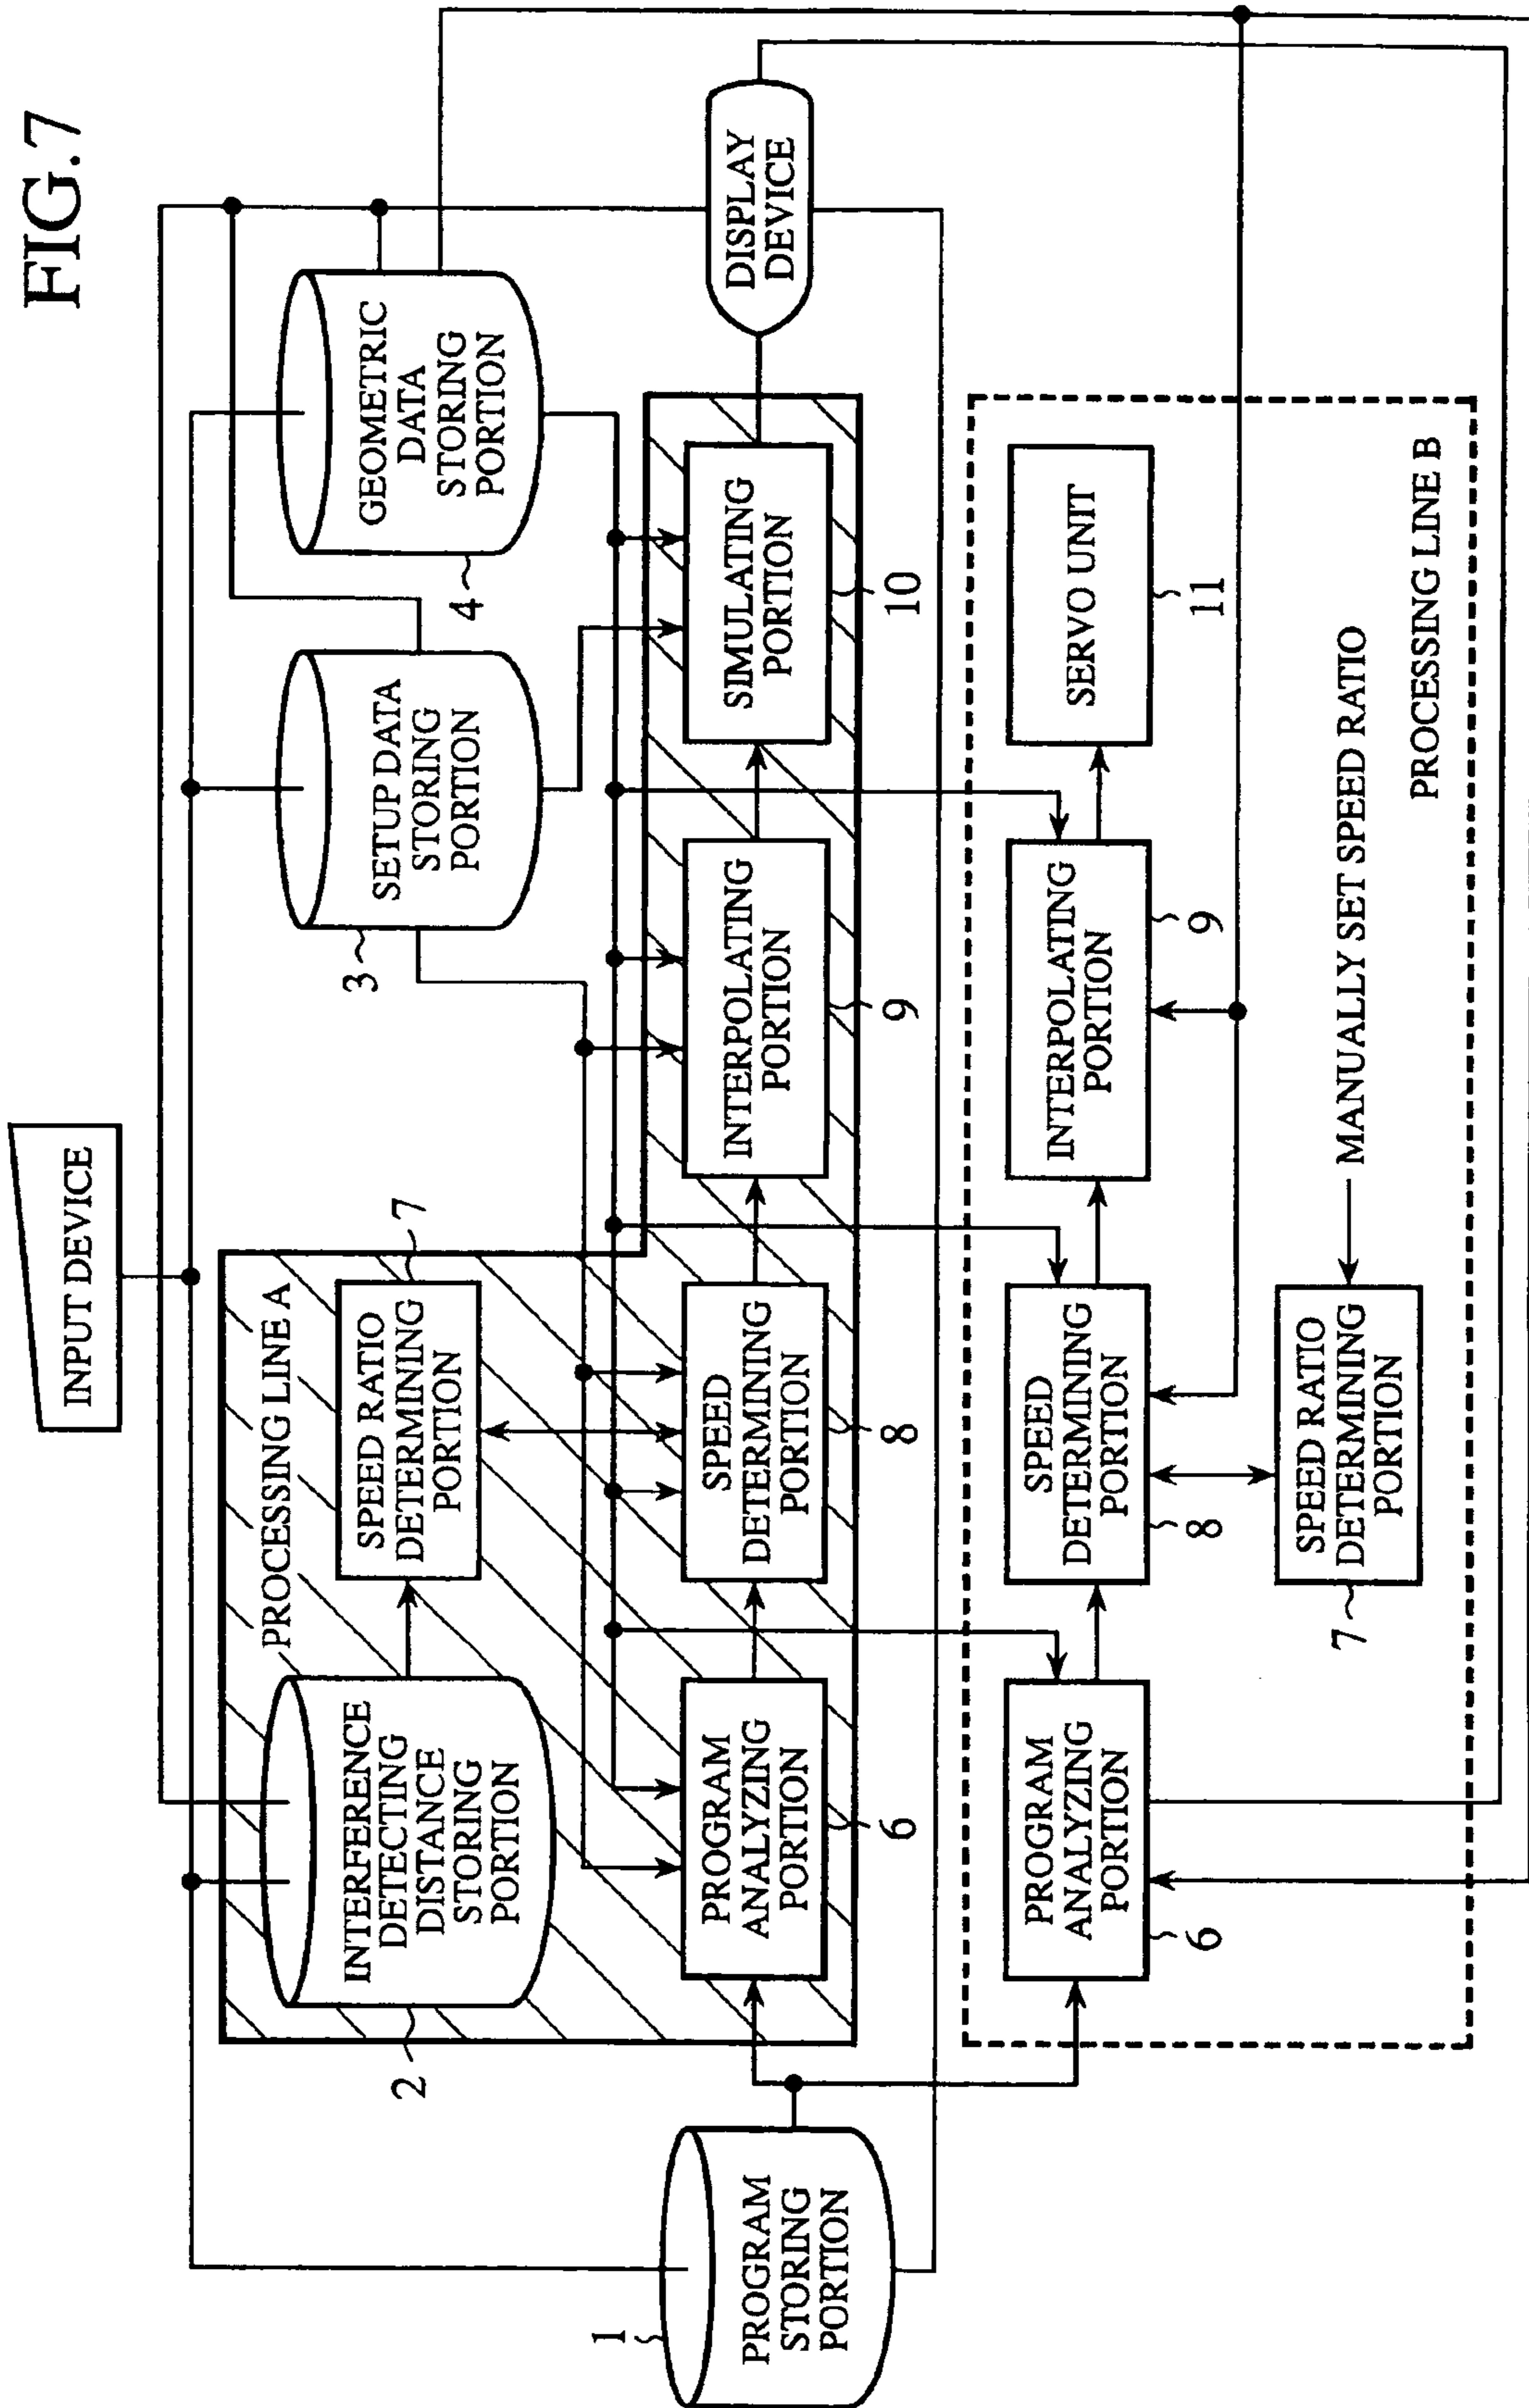 FIG.7
INPUT DEVICE
PROCESSING LINE A
INTERFERENCE
DETECTING
DISTANCE
STORING
PORTION
2
SPEED RATIO
DETERMINING
PORTION
7
SETUP DATA
STORING
PORTION
3
GEOMETRIC
DATA
STORING
PORTION
4
PROGRAM
STORING
PORTION
1
PROGRAM
ANALYZING
PORTION
6
SPEED
DETERMINING
PORTION
8
INTERPOLATING
PORTION
9
SIMULATING
PORTION
10
DISPLAY
DEVICE
PROGRAM
ANALYZING
PORTION
6
SPEED
DETERMINING
PORTION
8
INTERPOLATING
PORTION
9
SERVO UNIT
11
SPEED RATIO
DETERMINING
PORTION
7
MANUALLY SET SPEED RATIO
PROCESSING LINE B